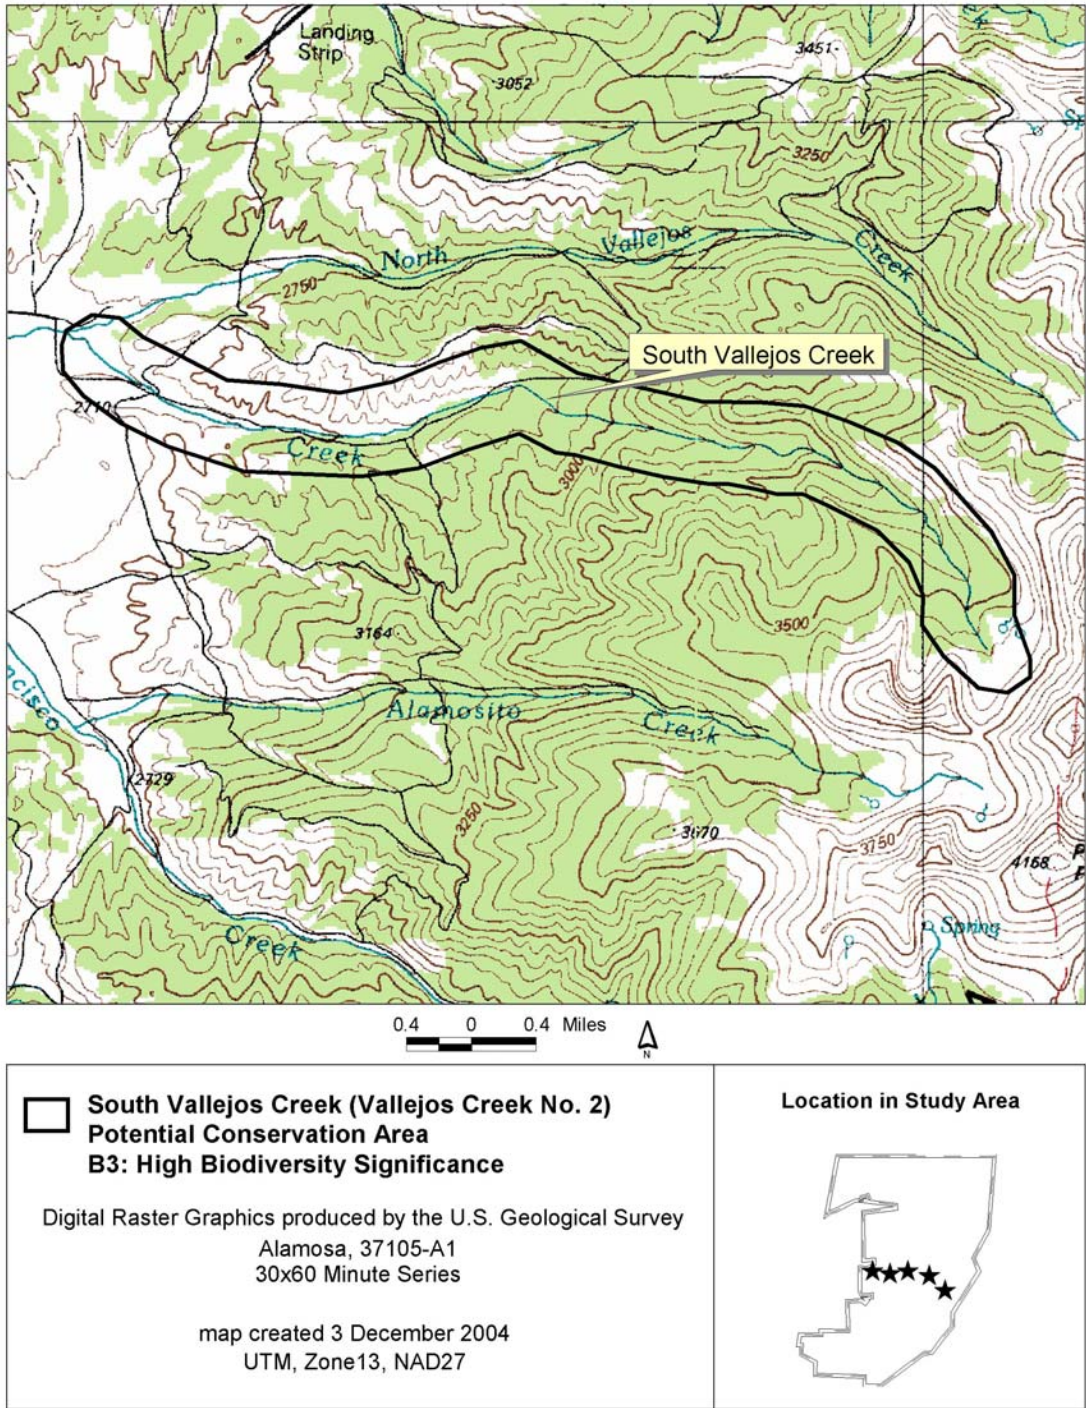 Landing
Strip
3052
3451
3250
North Vallejos Creek
2750
South Vallejos Creek
2710
Creek
3000
3164
3500
ncisco
Alamosito Creek
2729
3250
3670
3750
4168
Creek
Spring
0.4 0 0.4 Miles
N
South Vallejos Creek (Vallejos Creek No. 2)
Potential Conservation Area
B3: High Biodiversity Significance
Digital Raster Graphics produced by the U.S. Geological Survey
Alamosa, 37105-A1
30x60 Minute Series
map created 3 December 2004
UTM, Zone13, NAD27
Location in Study Area